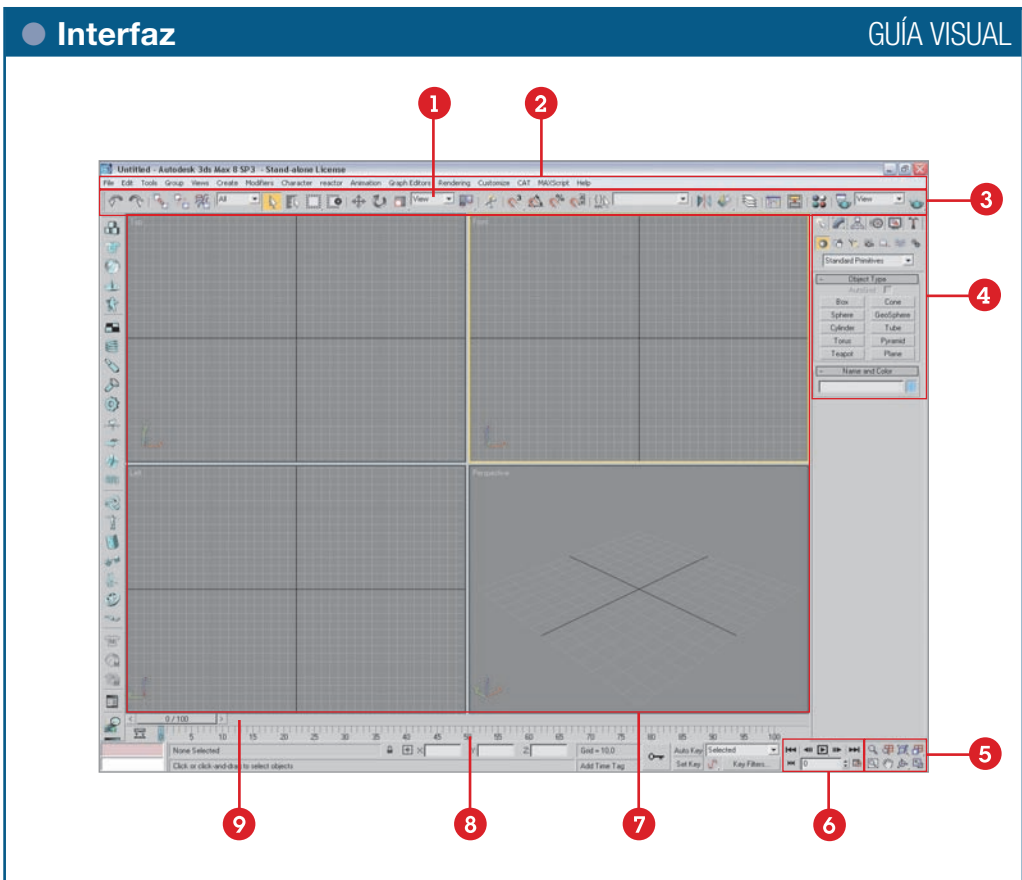 Interfaz
GUÍA VISUAL
1
2
Untitled - Autodesk 3ds Max 8 SP3 - Stand-alone License
File Edit Tools Group Views Create Modifiers Character reactor Animation Graph Editors Rendering Customize CAT MAXScript Help
All
View
View
3
Standard Primitives
Object Type
AutoGrid
Box Cone
Sphere GeoSphere
Cylinder Tube
Torus Pyramid
Teapot Plane
Name and Color
4
Left
Perspective
0 / 100
0 5 10 15 20 25 30 35 40 45 50 55 60 65 70 75 80 85 90 95 100
None Selected
X: Y: Z:
Grid = 10,0
Auto Key Selected
Click or click-and-drag to select objects
Add Time Tag
Set Key Key Filters...
0
5
9
8
7
6